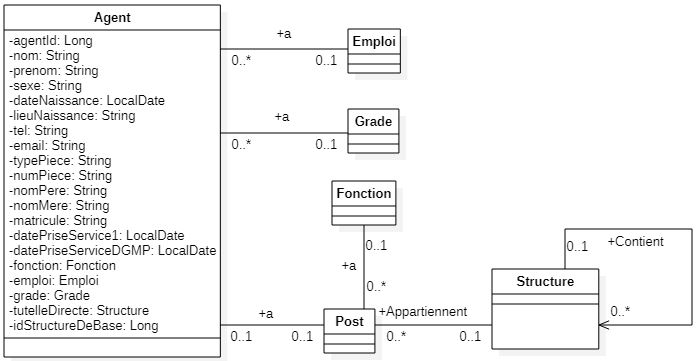 Agent
-agentId: Long
-nom: String
-prenom: String
-sexe: String
-dateNaissance: LocalDate
-lieuNaissance: String
-tel: String
-email: String
-typePiece: String
-numPiece: String
-nomPere: String
-nomMere: String
-matricule: String
-datePriseService1: LocalDate
-datePriseServiceDGMP: LocalDate
-fonction: Fonction
-emploi: Emploi
-grade: Grade
-tutelleDirecte: Structure
-idStructureDeBase: Long
+a
0..*
0..1
Emploi
+a
0..*
0..1
Grade
Fonction
0..1
+a
0..*
+a
0..1
0..1
Post
+Appartiennent
0..*
0..1
Structure
0..1
+Contient
0..*